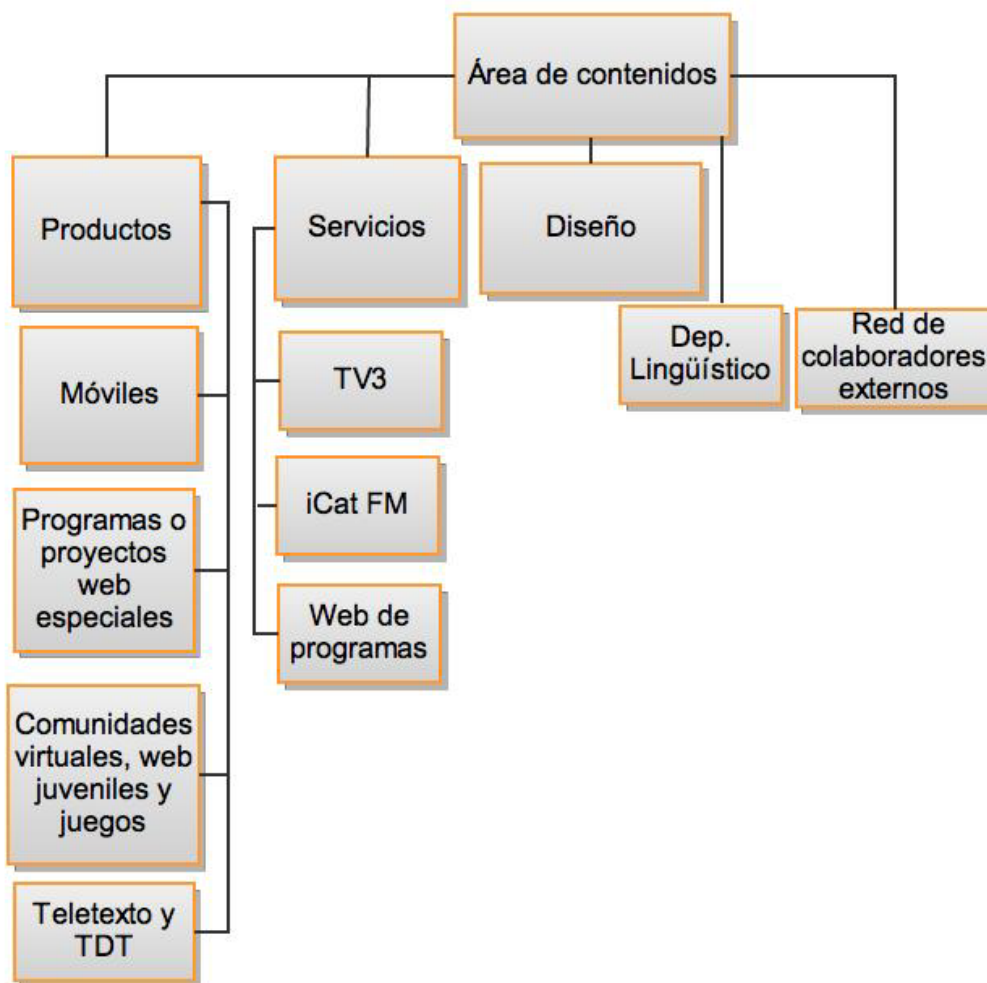 Área de contenidos
Productos
Servicios
Diseño
Dep.
Lingüístico
Red de
colaboradores
externos
Móviles
TV3
Programas o
proyectos
web
especiales
iCat FM
Web de
programas
Comunidades
virtuales, web
juveniles y
juegos
Teletexto y
TDT